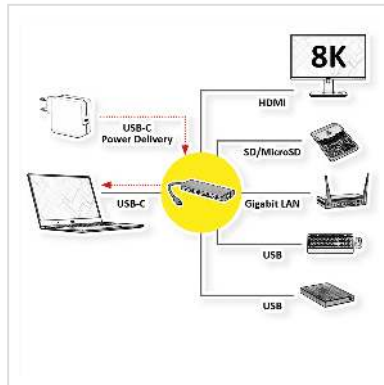 8K
HDMI
USB-C
Power Delivery
SD/MicroSD
USB-C
Gigabit LAN
USB
USB